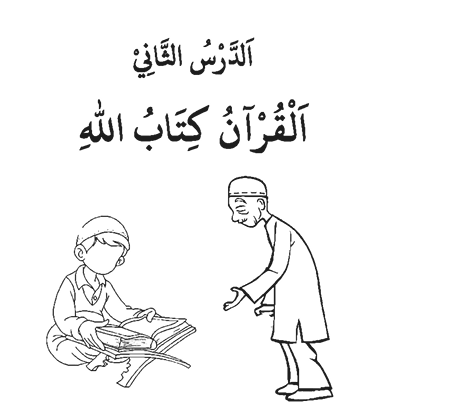 اَلدَّرْسُ الثَّانِيْ
اَلْقُرْآنُ كِتَابُ اللهِ